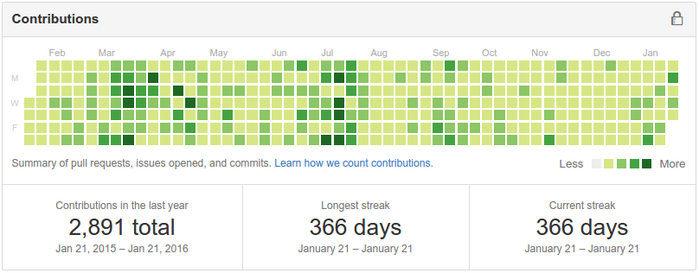 Contributions
Feb Mar Apr May Jun Jul Aug Sep Oct Nov Dec Jan
M
W
F
Summary of pull requests, issues opened, and commits. Learn how we count contributions.
Less More
Contributions in the last year
2,891 total
Jan 21, 2015 – Jan 21, 2016
Longest streak
366 days
January 21 – January 21
Current streak
366 days
January 21 – January 21